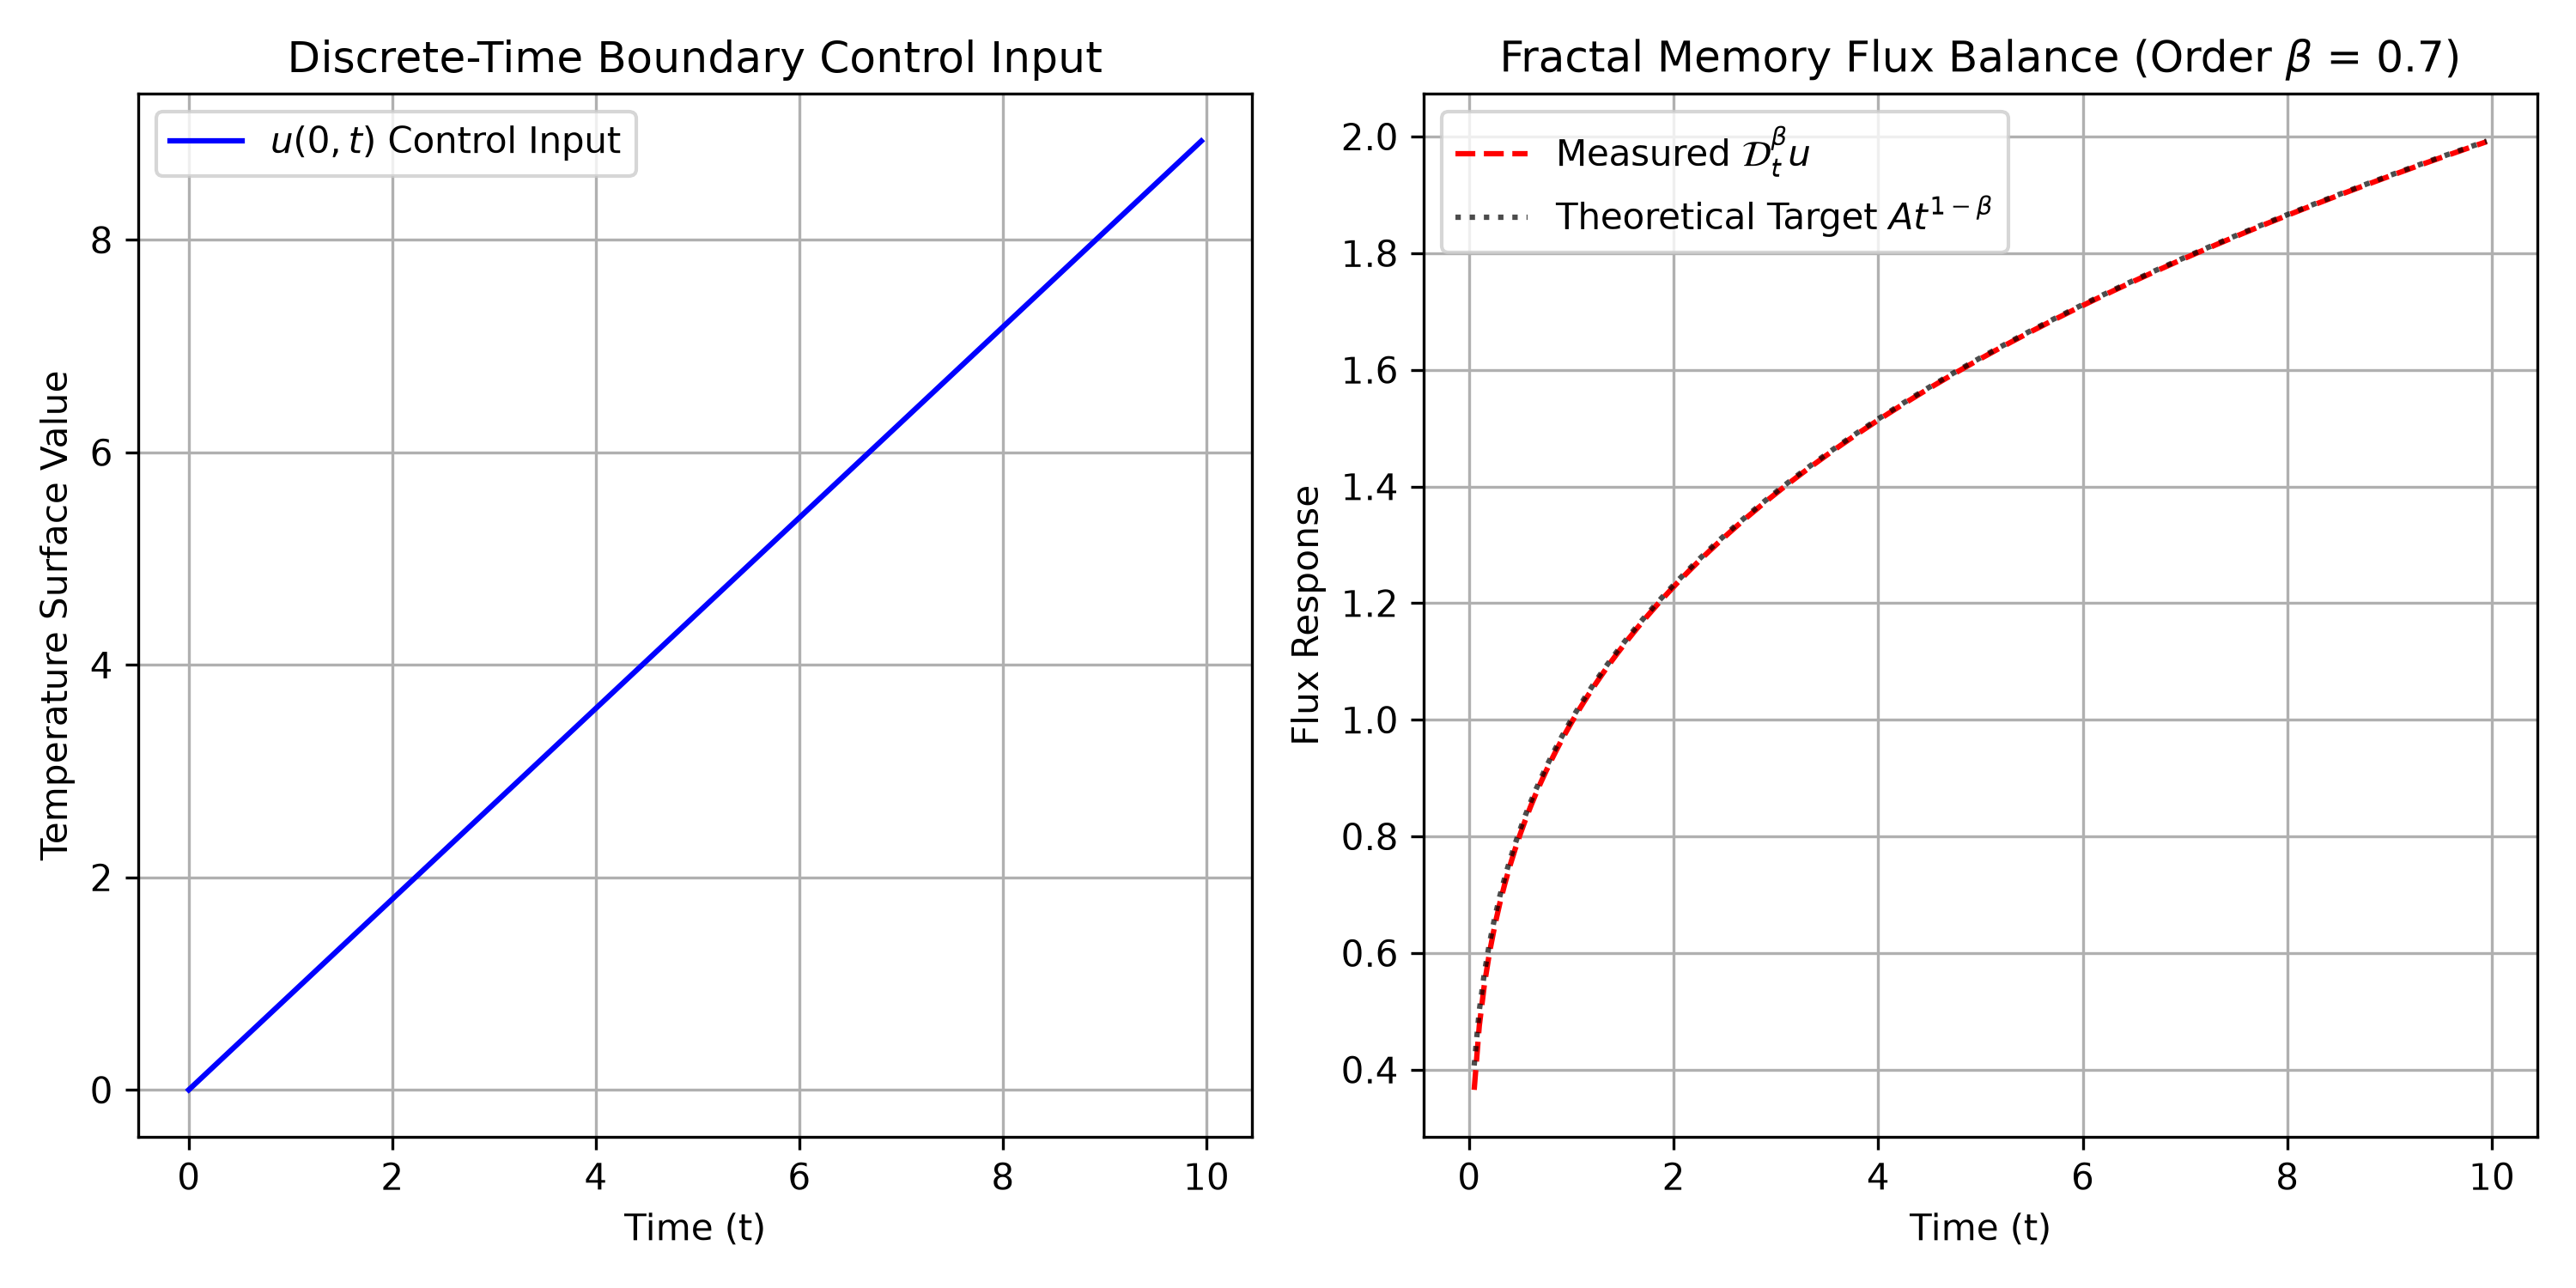 Discrete-Time Boundary Control Input
u(0, t) Control Input
Temperature Surface Value
8
6
4
2
0
0 2 4 6 8 10
Time (t)
Fractal Memory Flux Balance (Order β = 0.7)
Measured 𝒟ₜᵝu
Theoretical Target At¹⁻ᵝ
Flux Response
2.0
1.8
1.6
1.4
1.2
1.0
0.8
0.6
0.4
0 2 4 6 8 10
Time (t)